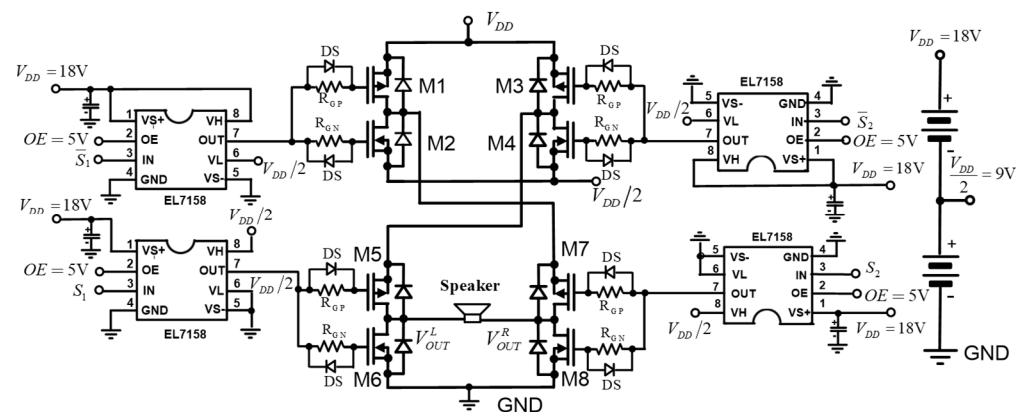 V_DD
V_DD = 18V
OE = 5V
S̅_1
1 VS+ VH 8
2 OE OUT 7
3 IN VL 6
4 GND VS- 5
EL7158
V_DD/2
DS
R_GP
R_GN
DS
M1
M2
M3
M4
DS
R_GP
R_GN
DS
V_DD/2
V_DD/2
EL7158
5 VS- GND 4
6 VL IN 3
7 OUT OE 2
8 VH VS+ 1
S̅_2
OE = 5V
V_DD = 18V
V_DD = 18V
+
-
V_DD/2 = 9V
+
-
GND
V_DD = 18V
OE = 5V
S_1
1 VS+ VH 8
2 OE OUT 7
3 IN VL 6
4 GND VS- 5
EL7158
V_DD/2
V_DD/2
DS
R_GP
R_GN
DS
M5
M6
Speaker
V_OUT^L
V_OUT^R
M7
M8
DS
R_GP
R_GN
DS
GND
EL7158
5 VS- GND 4
6 VL IN 3
7 OUT OE 2
8 VH VS+ 1
S_2
OE = 5V
V_DD/2
V_DD = 18V